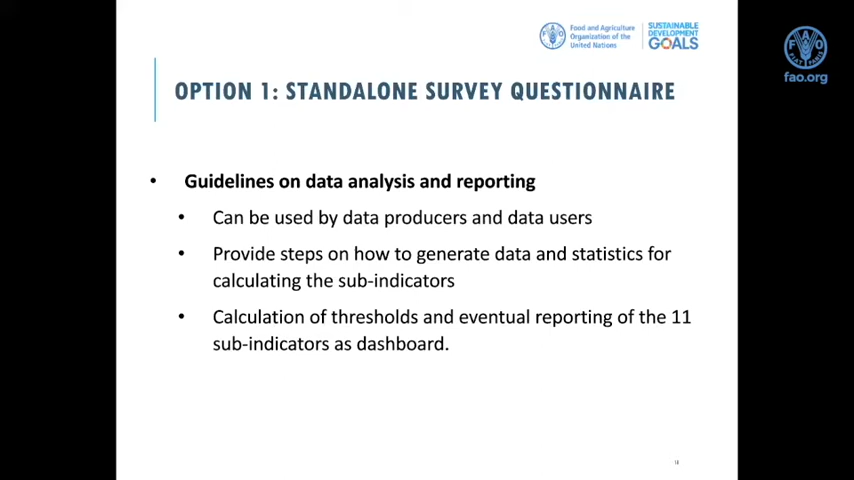 Food and Agriculture
Organization of the
United Nations
SUSTAINABLE
DEVELOPMENT
GOALS
FAO
FIAT PANIS
fao.org
OPTION 1: STANDALONE SURVEY QUESTIONNAIRE
• Guidelines on data analysis and reporting
• Can be used by data producers and data users
• Provide steps on how to generate data and statistics for
calculating the sub-indicators
• Calculation of thresholds and eventual reporting of the 11
sub-indicators as dashboard.